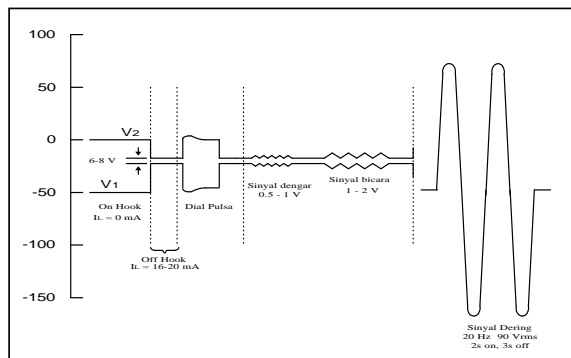 100
50
0
-50
-100
-150
V2
6-8 V
V1
On Hook
IL = 0 mA
Off Hook
IL = 16-20 mA
Dial Pulsa
Sinyal dengar
0.5 - 1 V
Sinyal bicara
1 - 2 V
Sinyal Dering
20 Hz 90 Vrms
2s on, 3s off